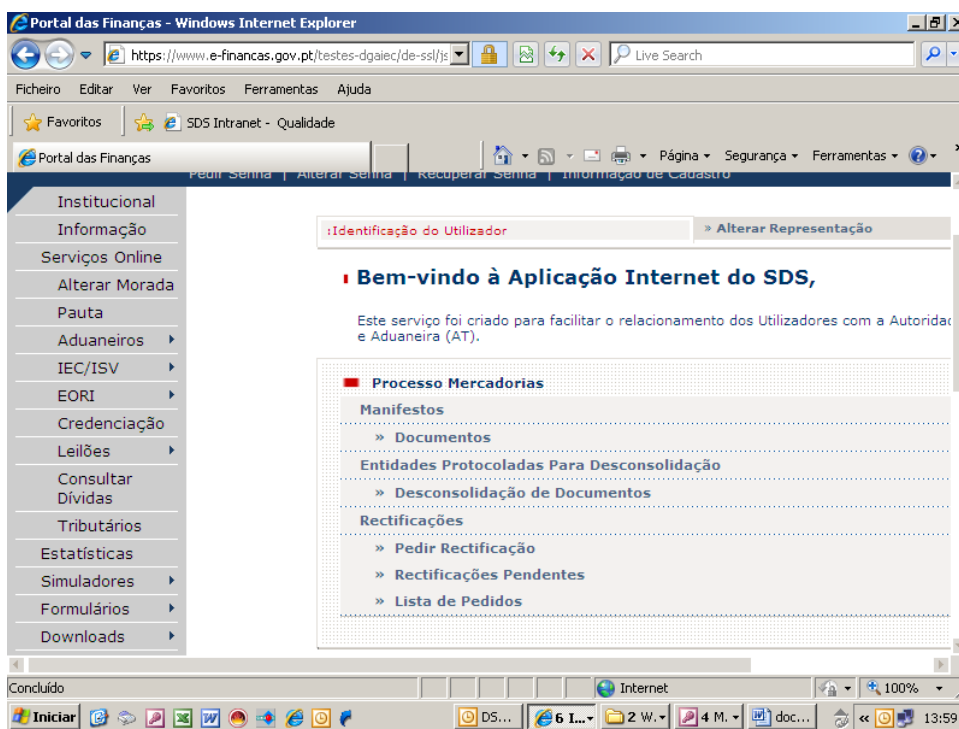 Portal das Finanças - Windows Internet Explorer
https://www.e-financas.gov.pt/testes-dgaiec/de-ssl/js
Live Search
Ficheiro Editar Ver Favoritos Ferramentas Ajuda
Favoritos SDS Intranet - Qualidade
Portal das Finanças
Página Segurança Ferramentas
Pedir Senha | Alterar Senha | Recuperar Senha | Informação de Cadastro
Institucional
Informação
Serviços Online
Alterar Morada
Pauta
Aduaneiros
IEC/ISV
EORI
Credenciação
Leilões
Consultar
Dívidas
Tributários
Estatísticas
Simuladores
Formulários
Downloads
:Identificação do Utilizador
» Alterar Representação
Bem-vindo à Aplicação Internet do SDS,
Este serviço foi criado para facilitar o relacionamento dos Utilizadores com a Autoridac
e Aduaneira (AT).
Processo Mercadorias
Manifestos
» Documentos
Entidades Protocoladas Para Desconsolidação
» Desconsolidação de Documentos
Rectificações
» Pedir Rectificação
» Rectificações Pendentes
» Lista de Pedidos
Concluído
Internet
100%
Iniciar
DS...
6 I...
2 W.
4 M.
doc...
«
13:59